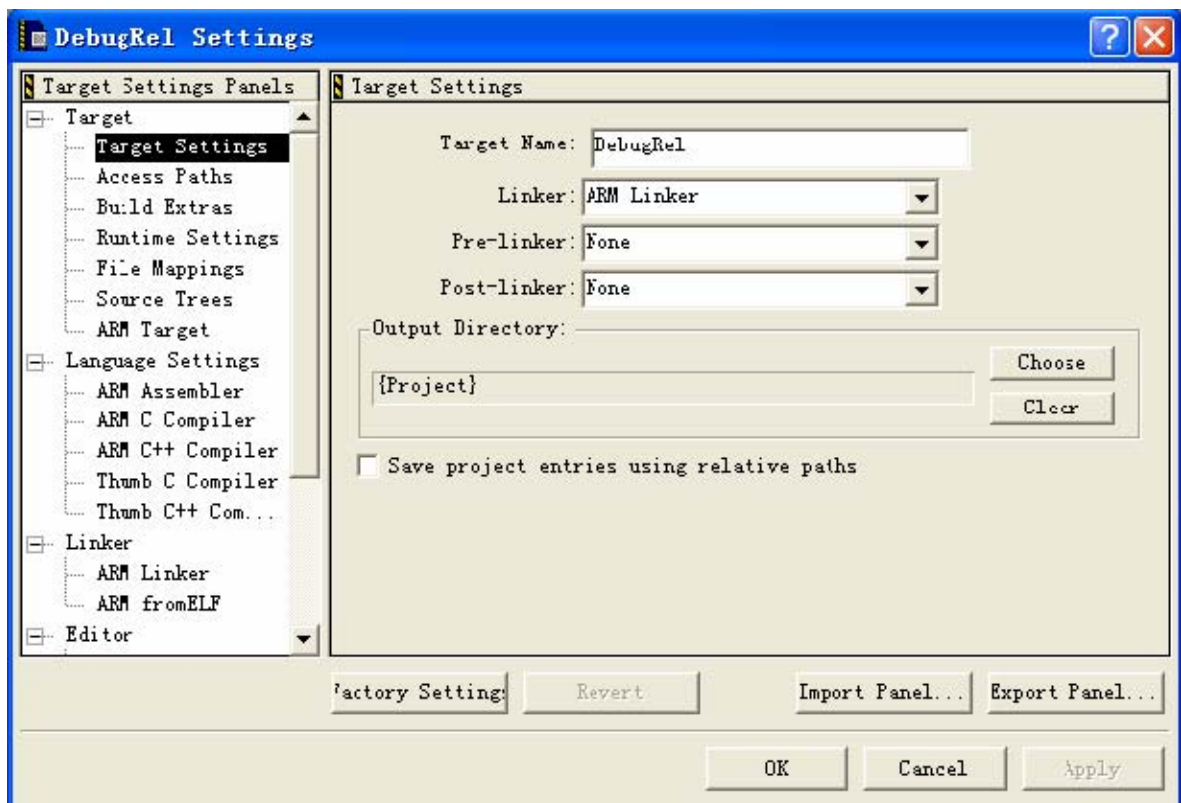 DebugRel Settings
Target Settings Panels
Target
Target Settings
Access Paths
Build Extras
Runtime Settings
File Mappings
Source Trees
ARM Target
Language Settings
ARM Assembler
ARM C Compiler
ARM C++ Compiler
Thumb C Compiler
Thumb C++ Com...
Linker
ARM Linker
ARM fromELF
Editor
Target Settings
Target Name: DebugRel
Linker: ARM Linker
Pre-linker: None
Post-linker: None
Output Directory:
{Project}
Choose
Clear
Save project entries using relative paths
Factory Settings
Revert
Import Panel...
Export Panel...
OK
Cancel
Apply